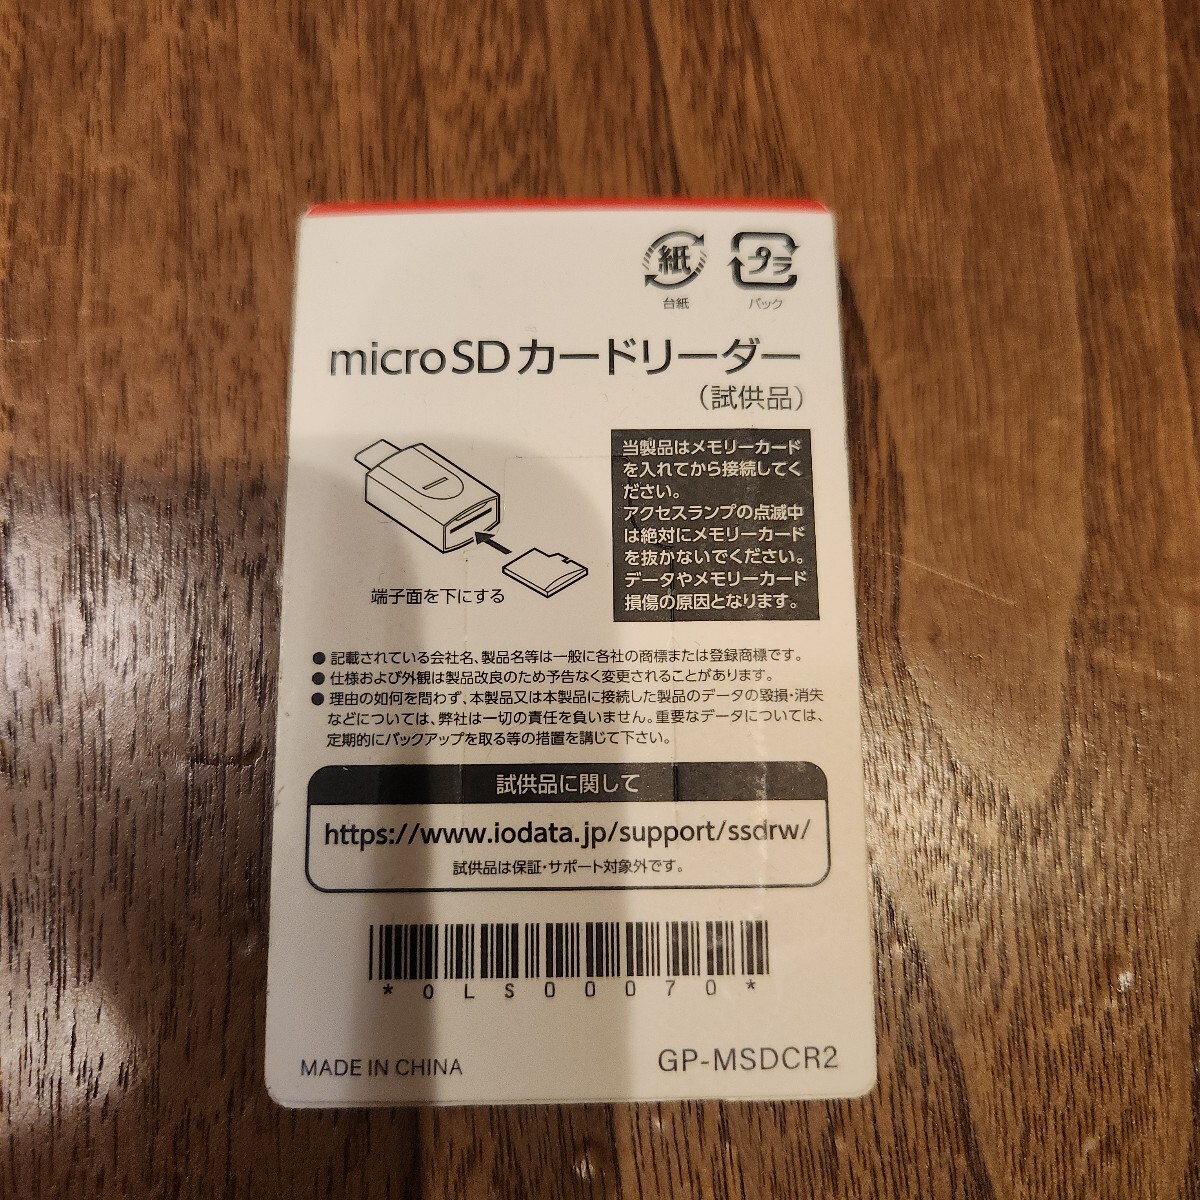 紙
プラ
台紙
パック
microSDカードリーダー
（試供品）
当製品はメモリーカード
を入れてから接続してく
ださい。
アクセスランプの点滅中
は絶対にメモリーカード
を抜かないでください。
データやメモリーカード
損傷の原因となります。
端子面を下にする
●記載されている会社名、製品名等は一般に各社の商標または登録商標です。
●仕様および外観は製品改良のため予告なく変更されることがあります。
●理由の如何を問わず、本製品又は本製品に接続した製品のデータの毀損・消失
などについては、弊社は一切の責任を負いません。重要なデータについては、
定期的にバックアップを取る等の措置を講じて下さい。
試供品に関して
https://www.iodata.jp/support/ssdrw/
試供品は保証・サポート対象外です。
*OLS00070*
MADE IN CHINA
GP-MSDCR2